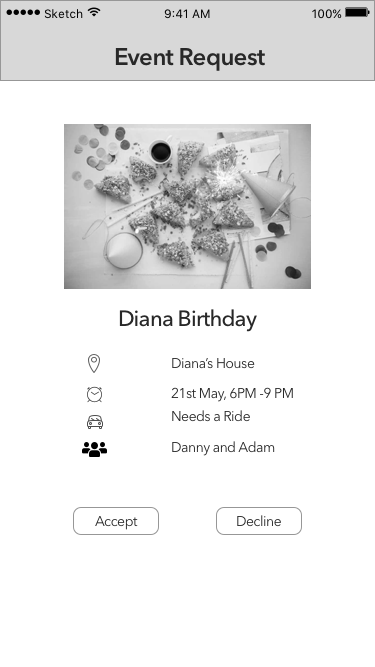 Sketch 9:41 AM 100%
Event Request
Diana Birthday
Diana's House
21st May, 6PM -9 PM
Needs a Ride
Danny and Adam
Accept Decline